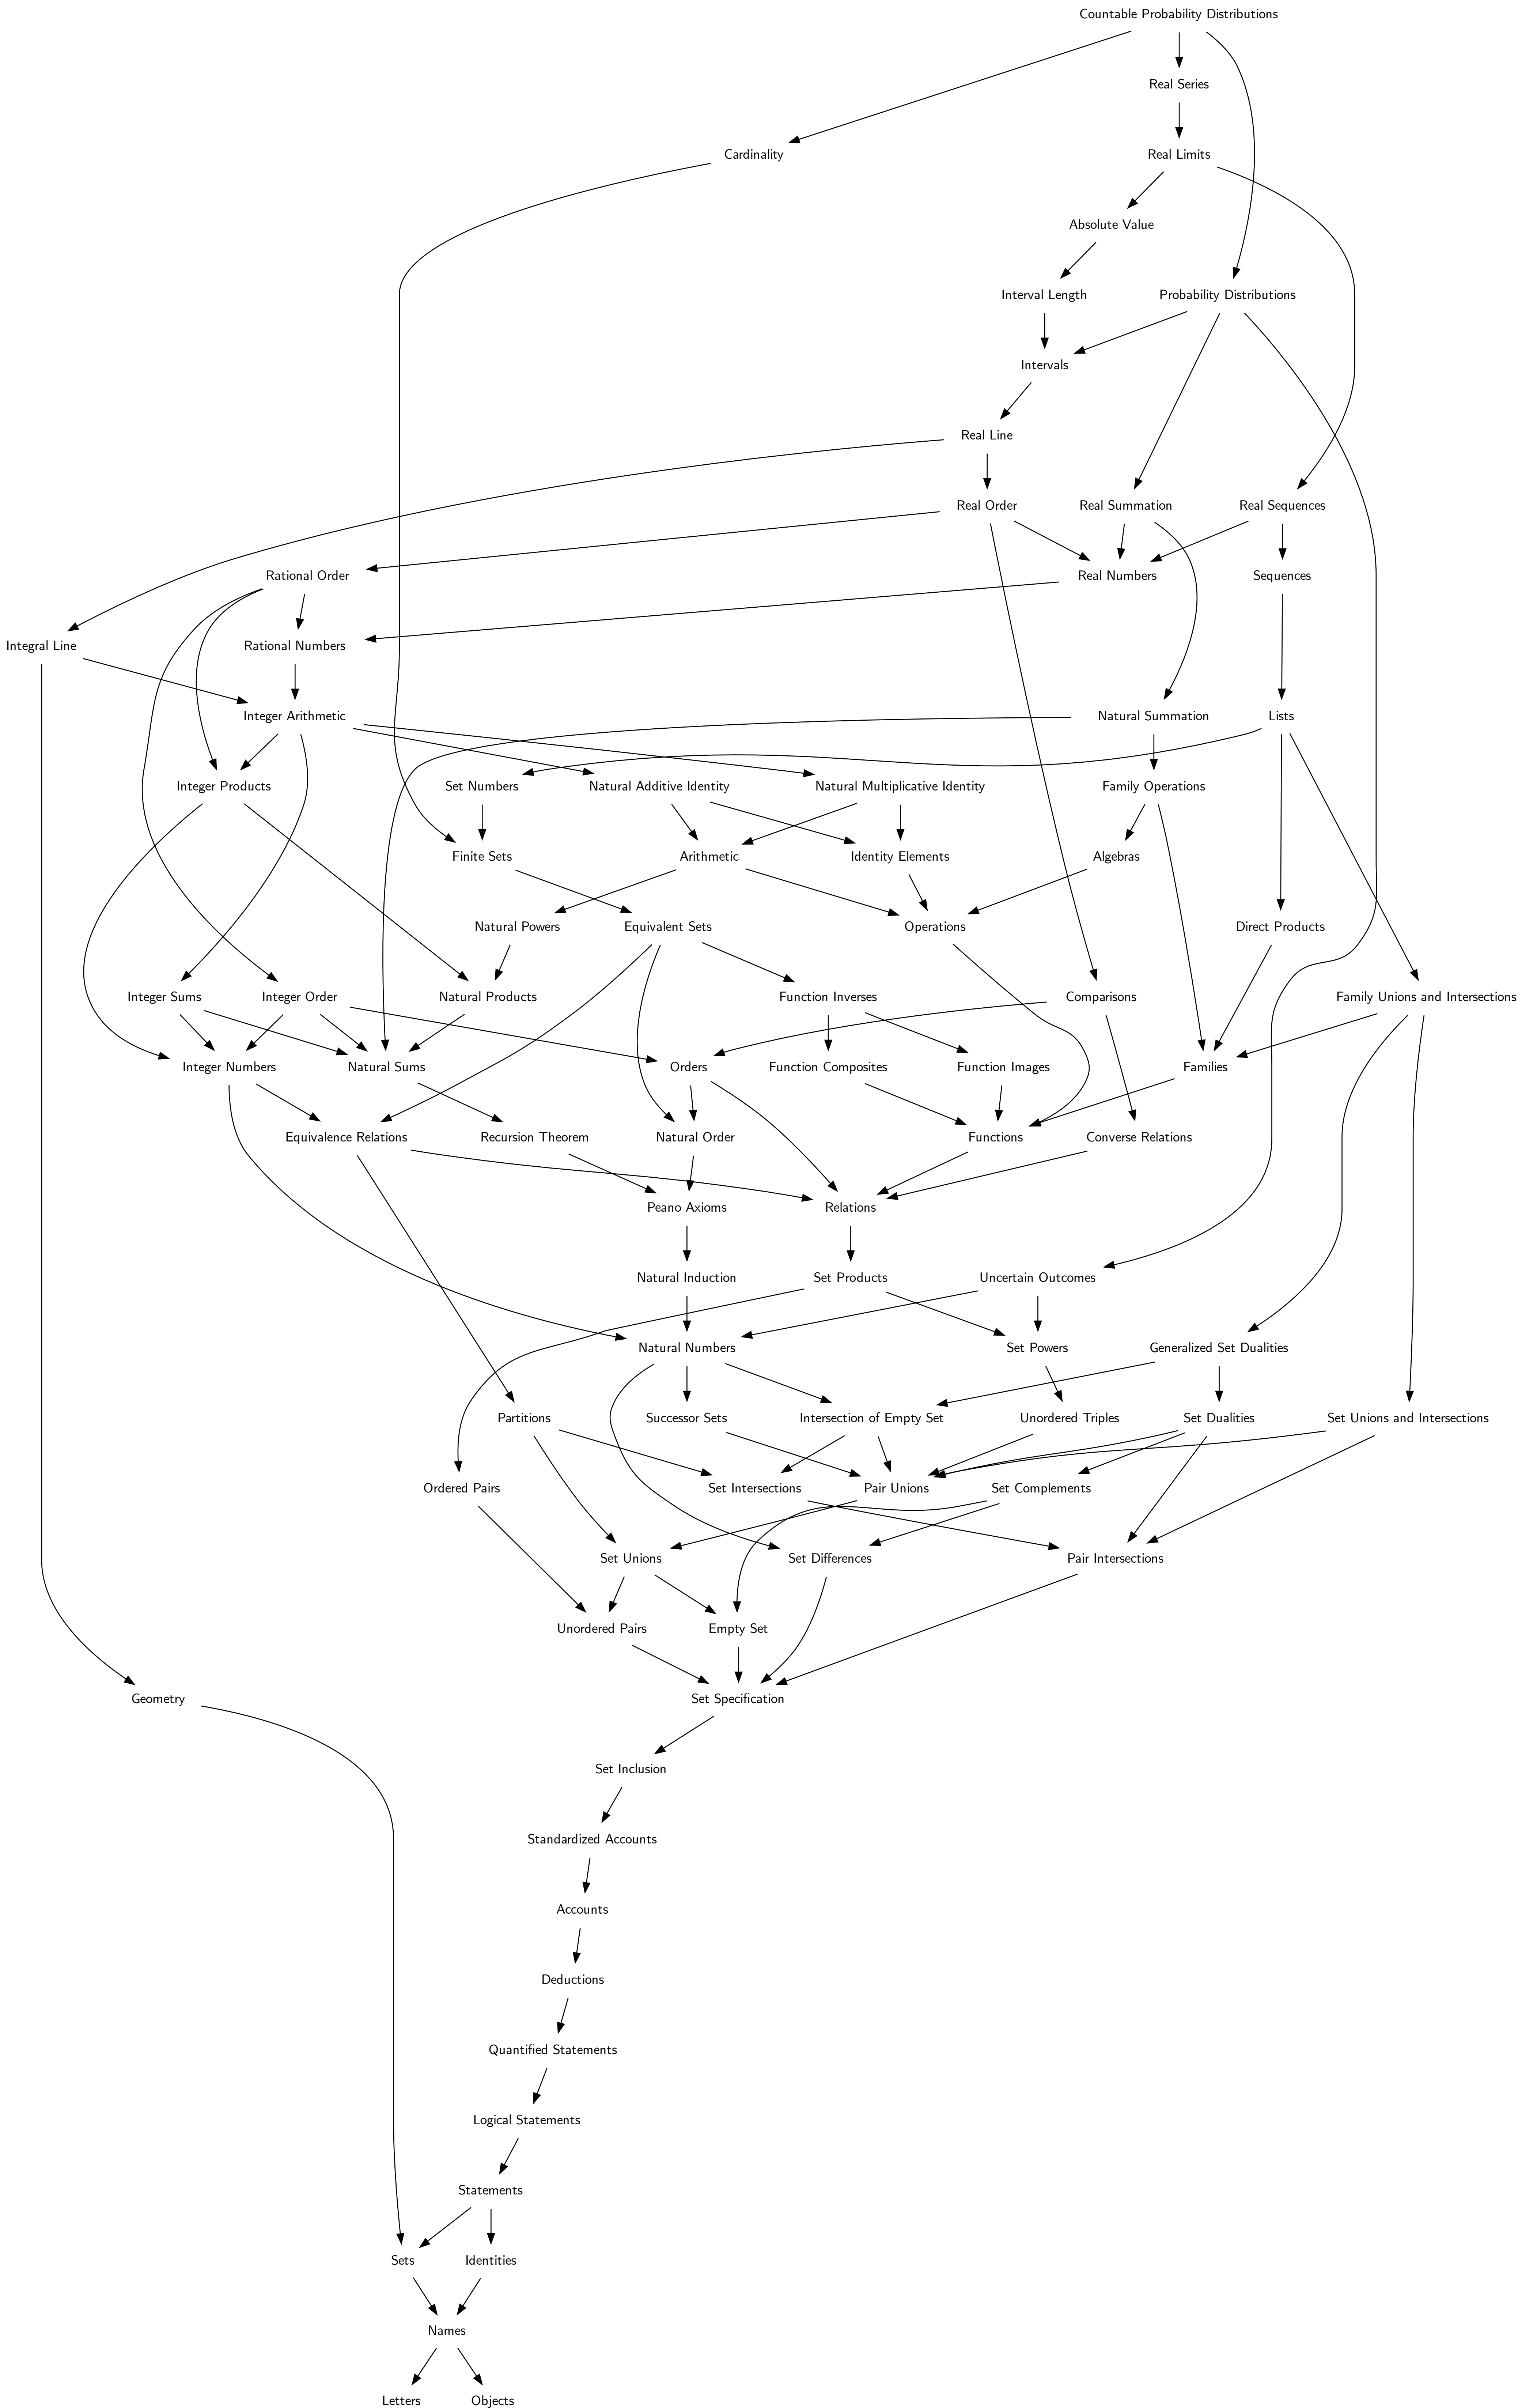 Countable Probability Distributions
Real Series
Cardinality
Real Limits
Absolute Value
Interval Length
Probability Distributions
Intervals
Real Line
Real Order
Real Summation
Real Sequences
Rational Order
Real Numbers
Sequences
Integral Line
Rational Numbers
Integer Arithmetic
Natural Summation
Lists
Integer Products
Set Numbers
Natural Additive Identity
Natural Multiplicative Identity
Family Operations
Finite Sets
Arithmetic
Identity Elements
Algebras
Natural Powers
Equivalent Sets
Operations
Direct Products
Integer Sums
Integer Order
Natural Products
Function Inverses
Comparisons
Family Unions and Intersections
Integer Numbers
Natural Sums
Orders
Function Composites
Function Images
Families
Equivalence Relations
Recursion Theorem
Natural Order
Functions
Converse Relations
Peano Axioms
Relations
Natural Induction
Set Products
Uncertain Outcomes
Natural Numbers
Set Powers
Generalized Set Dualities
Partitions
Successor Sets
Intersection of Empty Set
Unordered Triples
Set Dualities
Set Unions and Intersections
Ordered Pairs
Set Intersections
Pair Unions
Set Complements
Set Unions
Set Differences
Pair Intersections
Unordered Pairs
Empty Set
Geometry
Set Specification
Set Inclusion
Standardized Accounts
Accounts
Deductions
Quantified Statements
Logical Statements
Statements
Sets
Identities
Names
Letters
Objects